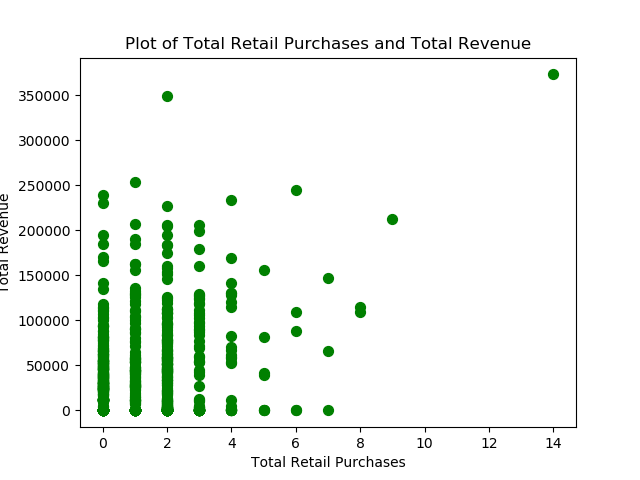 Plot of Total Retail Purchases and Total Revenue
350000
300000
250000
200000
150000
100000
50000
0
Total Revenue
0 2 4 6 8 10 12 14
Total Retail Purchases